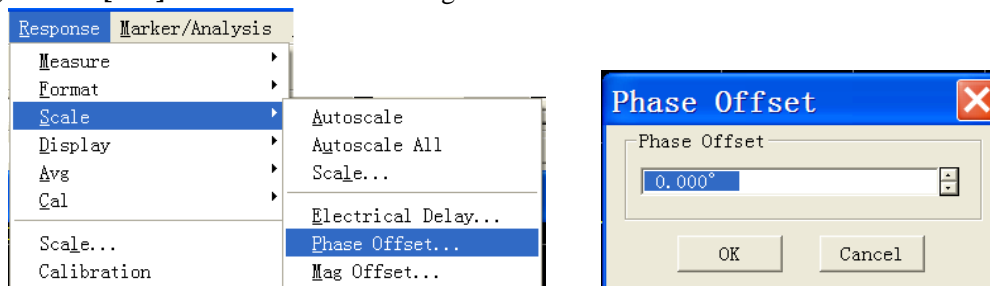 Response Marker/Analysis
Measure
Format
Scale
Display
Avg
Cal
Scale...
Calibration
Autoscale
Autoscale All
Scale...
Electrical Delay...
Phase Offset...
Mag Offset...
Phase Offset
Phase Offset
0.000°
OK Cancel